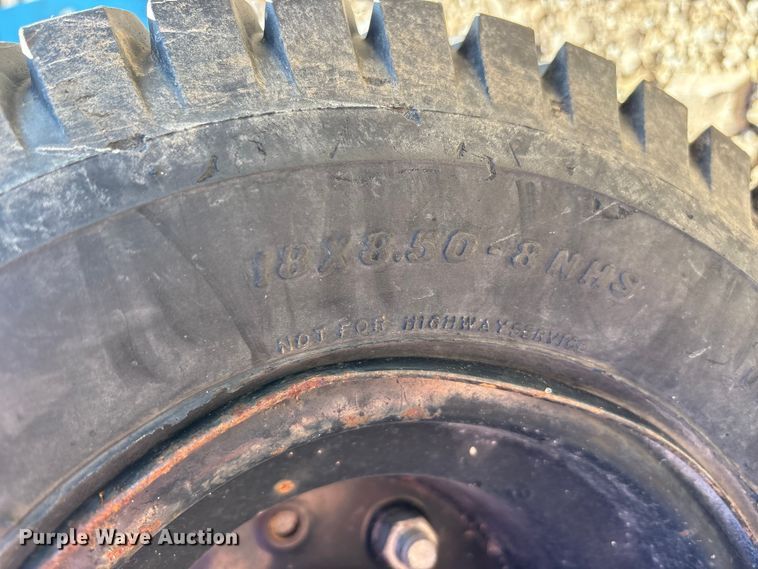 18X8.50-8NHS
NOT FOR HIGHWAY SERVICE
Purple Wave Auction